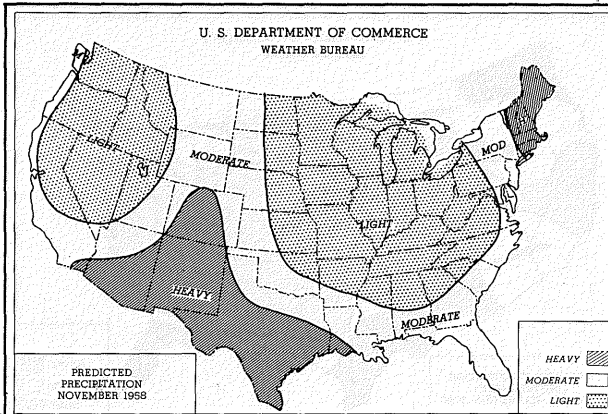 U. S. DEPARTMENT OF COMMERCE
WEATHER BUREAU
LIGHT
MODERATE
MOD
LIGHT
HEAVY
MODERATE
PREDICTED
PRECIPITATION
NOVEMBER 1958
HEAVY
MODERATE
LIGHT